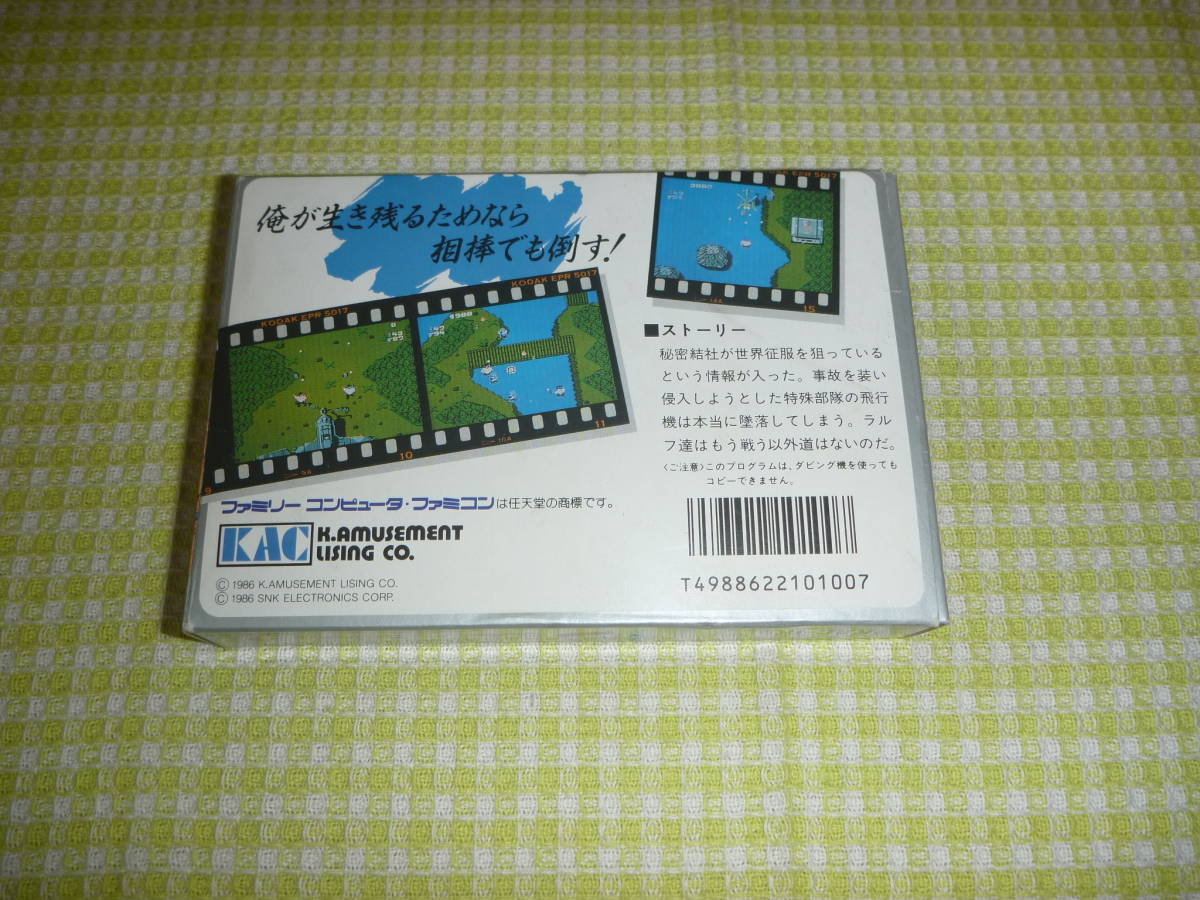 俺が生き残るためなら
相棒でも倒す!
KODAK EPR 5017
KODAK EPR 5017
9
10
11
AK EPR 5017
15
■ストーリー
秘密結社が世界征服を狙っている
という情報が入った。事故を装い
侵入しようとした特殊部隊の飛行
機は本当に墜落してしまう。ラル
フ達はもう戦う以外道はないのだ。
〈ご注意〉このプログラムは、ダビング機を使っても
コピーできません。
ファミリー コンピュータ・ファミコンは任天堂の商標です。
KAC K.AMUSEMENT
LISING CO.
© 1986 K.AMUSEMENT LISING CO.
© 1986 SNK ELECTRONICS CORP.
T4988622101007